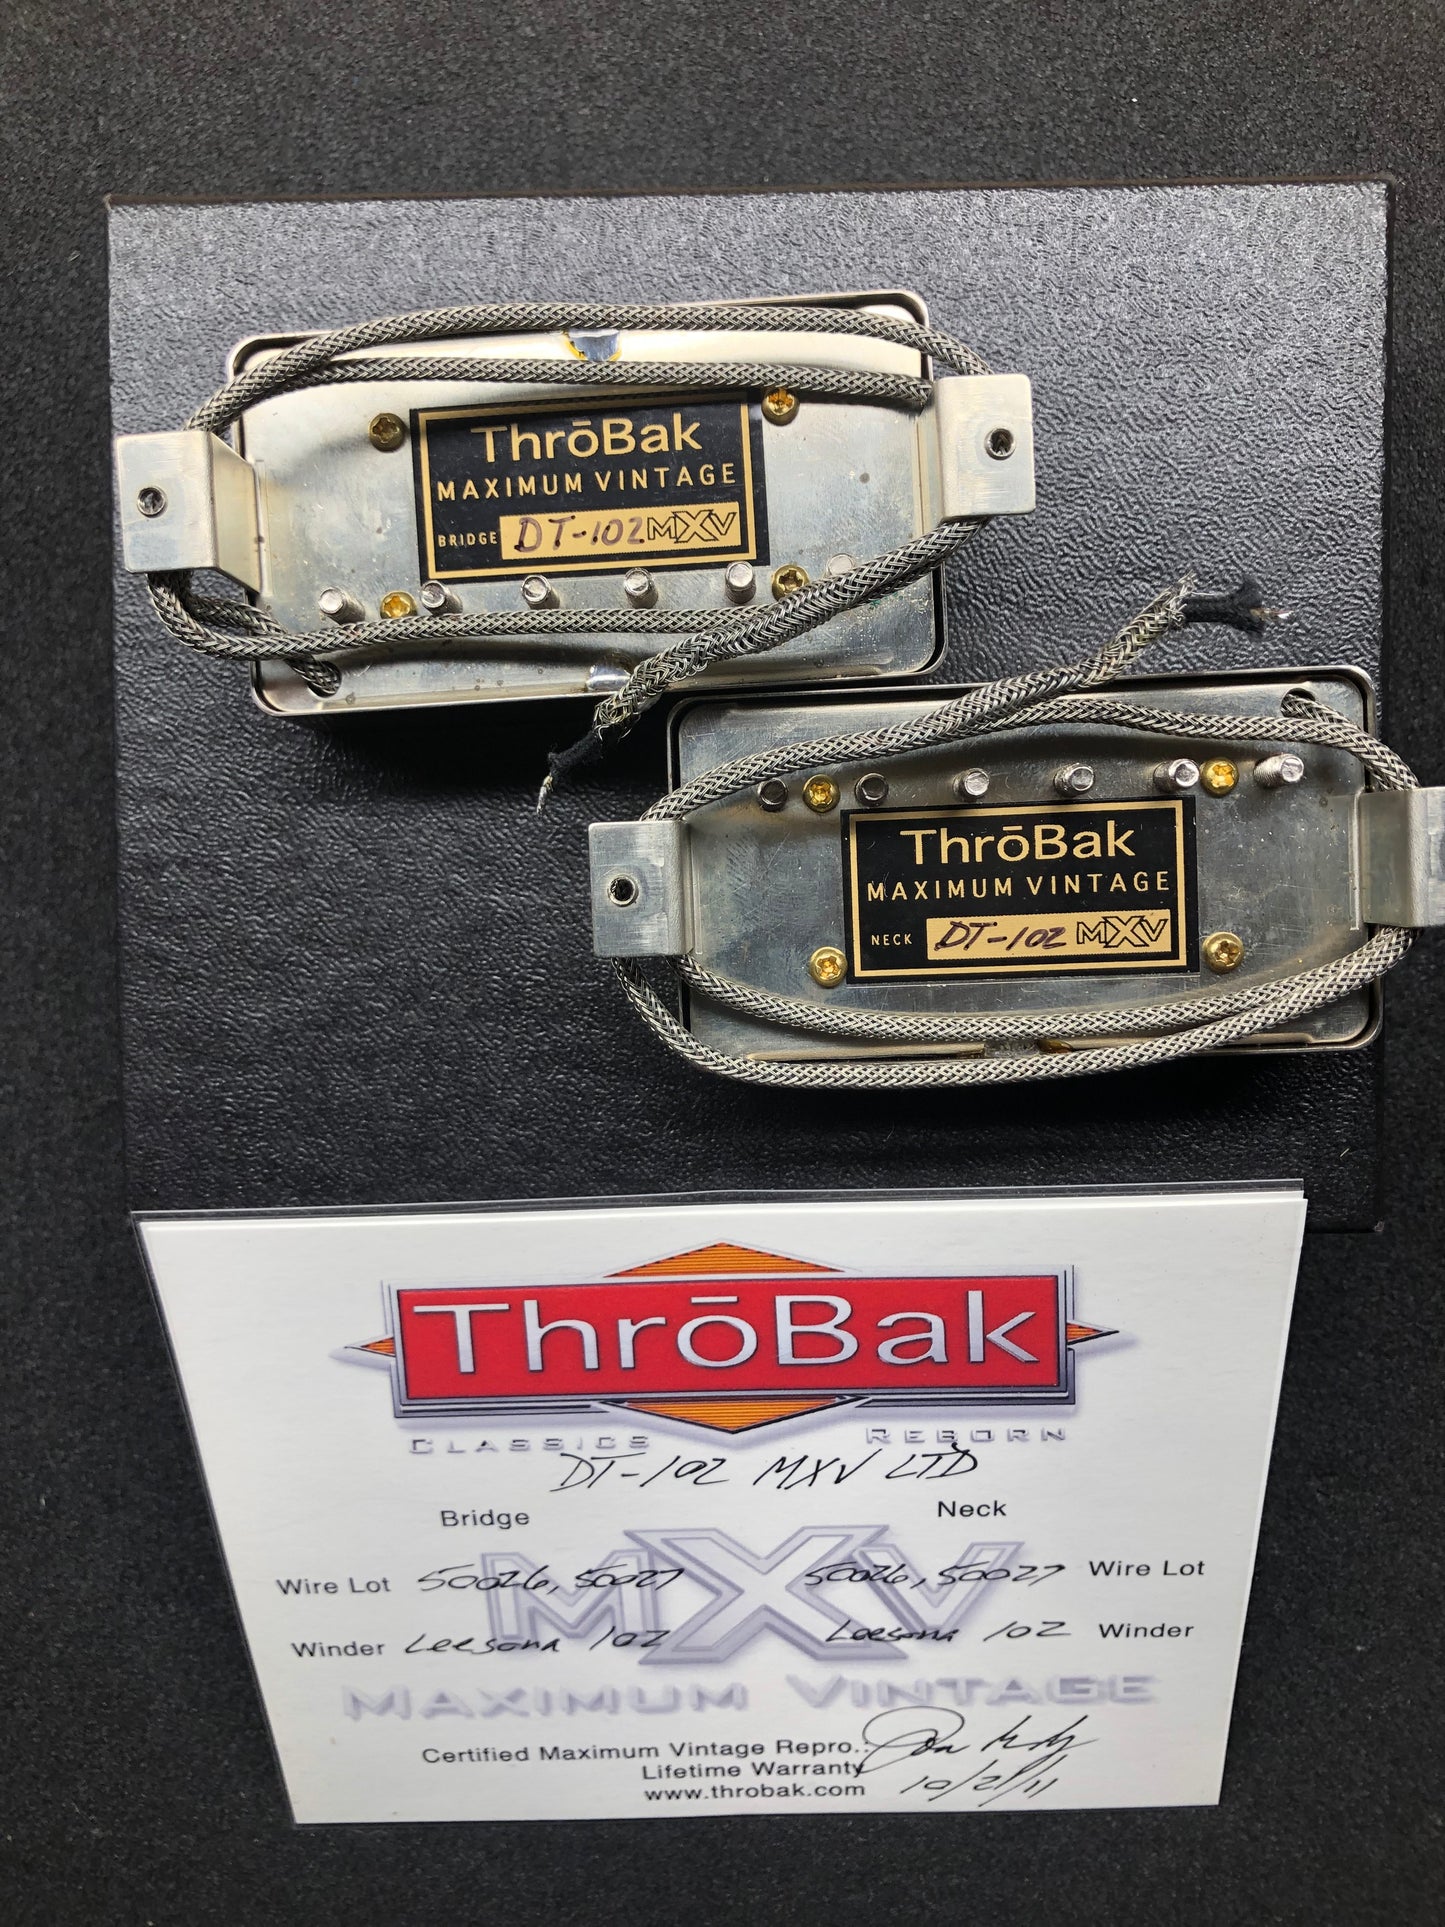 ThrōBak
MAXIMUM VINTAGE
BRIDGE DT-102 MXV
ThrōBak
MAXIMUM VINTAGE
NECK DT-102 MXV
ThrōBak
CLASSICS REBORN
DT-102 MXV LTD
Bridge Neck
Wire Lot 50026, 50027 50026, 50027 Wire Lot
MXV
Winder Leesona 102 Leesona 102 Winder
MAXIMUM VINTAGE
Certified Maximum Vintage Repro.:
Lifetime Warranty
www.throbak.com 10/21/11